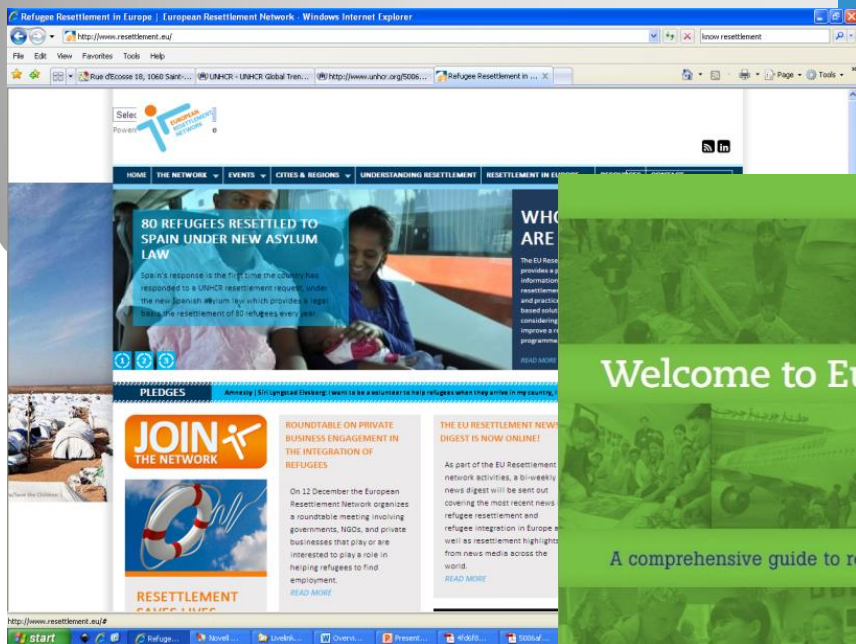 Refugee Resettlement in Europe | European Resettlement Network - Windows Internet Explorer
http://www.resettlement.eu/
know resettlement
File Edit View Favorites Tools Help
Rue d'Ecosse 18, 1060 Saint-...
UNHCR - UNHCR Global Tren...
http://www.unhcr.org/5006...
Refugee Resettlement in ...
Page
Tools
Selec
Power
EUROPEAN
RESETTLEMENT
NETWORK
HOME THE NETWORK EVENTS CITIES & REGIONS UNDERSTANDING RESETTLEMENT RESETTLEMENT IN EUROPE
80 REFUGEES RESETTLED TO
SPAIN UNDER NEW ASYLUM
LAW
Spain's response is the first time the country has
responded to a UNHCR resettlement request, under
the new Spanish asylum law which provides a legal
basis the resettlement of 80 refugees every year.
1 2 3
WHO
ARE
The EU Rese
provides a p
informatio
resettlemen
and practice
based solut
considering
improve a r
programme
READ MORE
PLEDGES
Amnesty | Siri Lyngstad Elvsborg: I want to be a volunteer to help refugees when they arrive in my country,
JOIN
THE NETWORK
RESETTLEMENT
SAVES LIVES
ROUNDTABLE ON PRIVATE
BUSINESS ENGAGEMENT IN
THE INTEGRATION OF
REFUGEES
On 12 December the European
Resettlement Network organizes
a roundtable meeting involving
governments, NGOs, and private
businesses that play or are
interested to play a role in
helping refugees to find
employment.
READ MORE
THE EU RESETTLEMENT NEWS
DIGEST IS NOW ONLINE!
As part of the EU Resettlement
network activities, a bi-weekly
news digest will be sent out
covering the most recent news
refugee resettlement and
refugee integration in Europe a
well as resettlement highlights
from news media across the
world.
READ MORE
Welcome to Eu
A comprehensive guide to re
http://www.resettlement.eu/#
start
Refuge...
Novell ...
Livelink...
Overvi...
Present...
4fd6f8...
5006af...